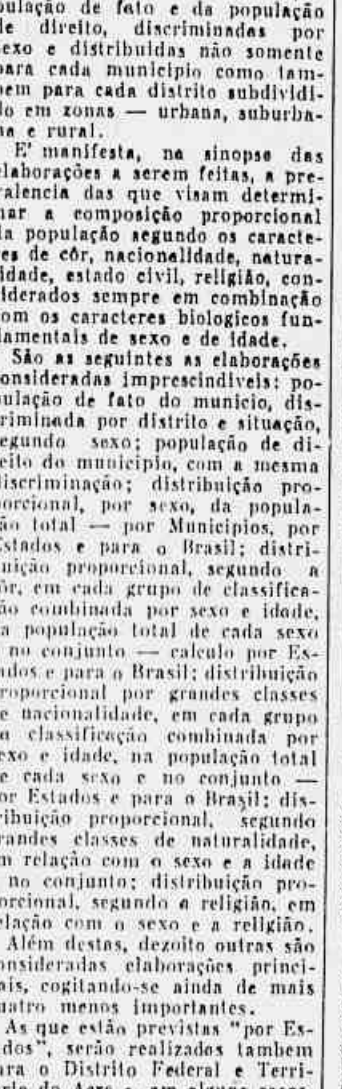 pulação de fato e da população
de direito, discriminadas por
sexo e distribuidas não somente
para cada municipio como tam-
bem para cada distrito subdividi-
do em zonas — urbana, suburba-
na e rural.
E' manifesta, na sinopse das
elaborações a serem feitas, a pre-
valencia das que visam determi-
nar a composição proporcional
da população segundo os caracte-
res de côr, nacionalidade, natura-
lidade, estado civil, religião, con-
siderados sempre em combinação
com os caracteres biologicos fun-
damentais de sexo e de idade.
São as seguintes as elaborações
consideradas imprescindiveis: po-
pulação de fato do municio, dis-
criminada por distrito e situação,
segundo sexo; população de di-
reito do municipio, com a mesma
discriminação; distribuição pro-
porcional, por sexo, da popula-
ção total — por Municipios, por
Estados e para o Brasil; distri-
buição proporcional, segundo a
côr, em cada grupo de classifica-
ção combinada por sexo e idade,
na população total de cada sexo
e no conjunto — calculo por Es-
tados e para o Brasil; distribuição
proporcional por grandes classes
de nacionalidade, em cada grupo
da classificação combinada por
sexo e idade, na população total
de cada sexo e no conjunto —
por Estados e para o Brasil; dis-
tribuição proporcional, segundo
grandes classes de naturalidade,
em relação com o sexo e a idade
e no conjunto; distribuição pro-
porcional, segundo a religião, em
relação com o sexo e a religião.
Além destas, dezoito outras são
consideradas elaborações princi-
pais, cogitando-se ainda de mais
quatro menos importantes.
As que estão previstas "por Es-
tados", serão realizados tambem
para o Distrito Federal e Terri-